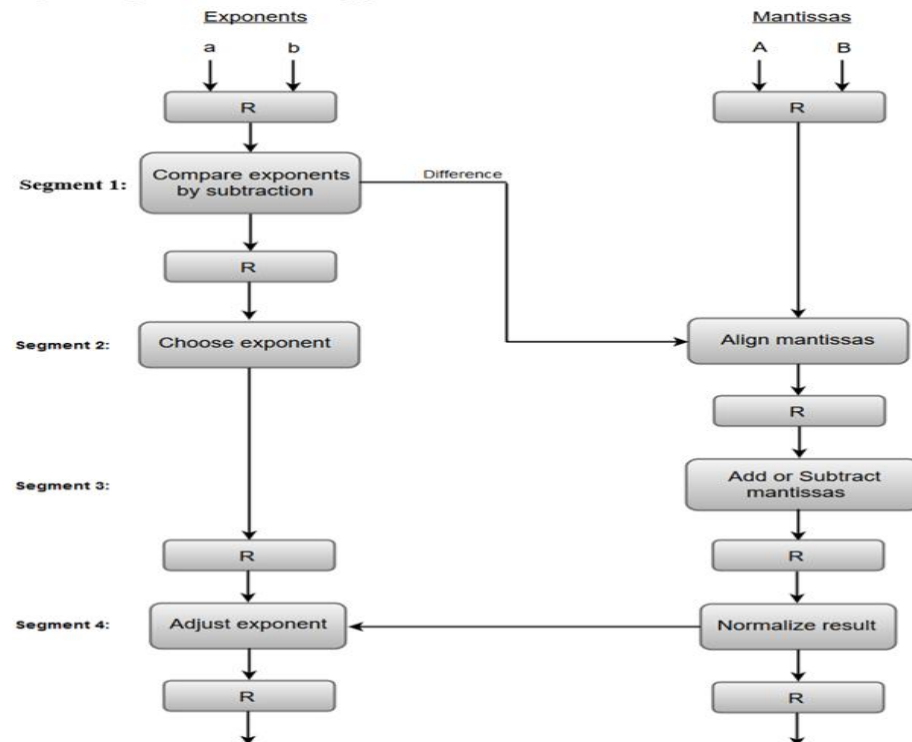 Exponents
Mantissas
a
b
A
B
R
R
Segment 1:
Compare exponents
by subtraction
Difference
R
Segment 2:
Choose exponent
Align mantissas
R
Segment 3:
Add or Subtract
mantissas
R
R
Segment 4:
Adjust exponent
Normalize result
R
R